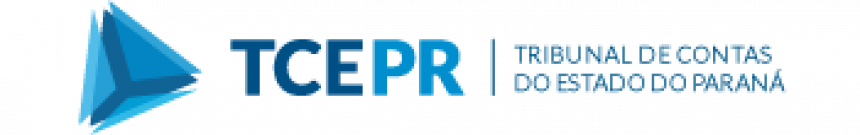 TCEPR
TRIBUNAL DE CONTAS
DO ESTADO DO PARANÁ